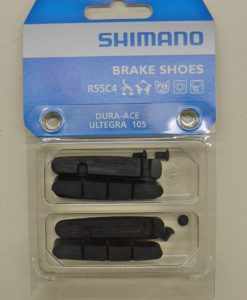 SHIMANO
BRAKE SHOES
R55C4
DURA-ACE
ULTEGRA 105